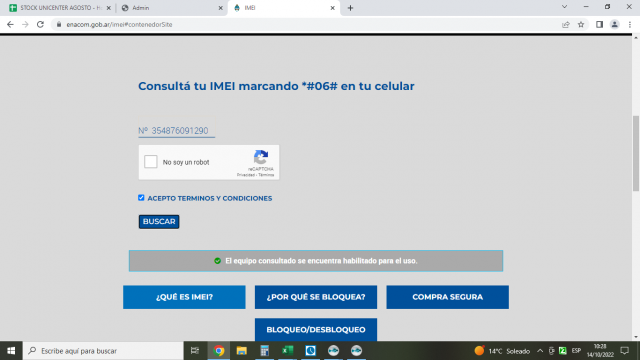 STOCK UNICENTER AGOSTO - H
Admin
IMEI
enacom.gob.ar/imei#contenedorSite
Consultá tu IMEI marcando *#06# en tu celular
Nº 354876091290
No soy un robot
reCAPTCHA
Privacidad - Términos
ACEPTO TERMINOS Y CONDICIONES
BUSCAR
El equipo consultado se encuentra habilitado para el uso.
¿QUÉ ES IMEI?
¿POR QUÉ SE BLOQUEA?
COMPRA SEGURA
BLOQUEO/DESBLOQUEO
Escribe aquí para buscar
14°C Soleado
ESP
10:28
14/10/2022